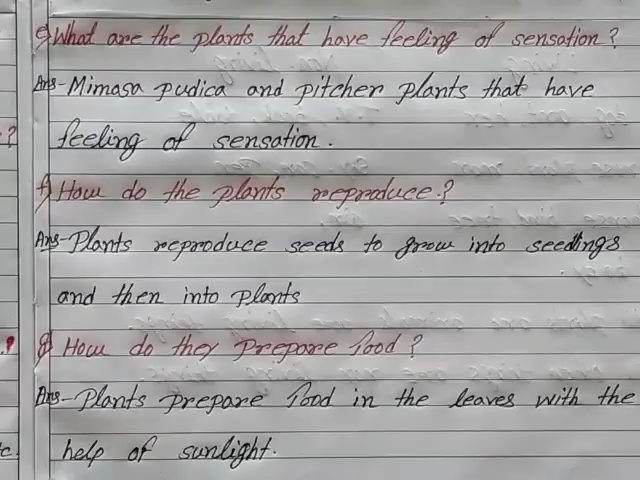 e) What are the plants that have feeling of sensation?
Ans-Mimasa pudica and pitcher plants that have
feeling of sensation.
f) How do the plants reproduce?
Ans-Plants reproduce seeds to grow into seedlings
and then into plants
g) How do they prepare food?
Ans-Plants prepare food in the leaves with the
help of sunlight.